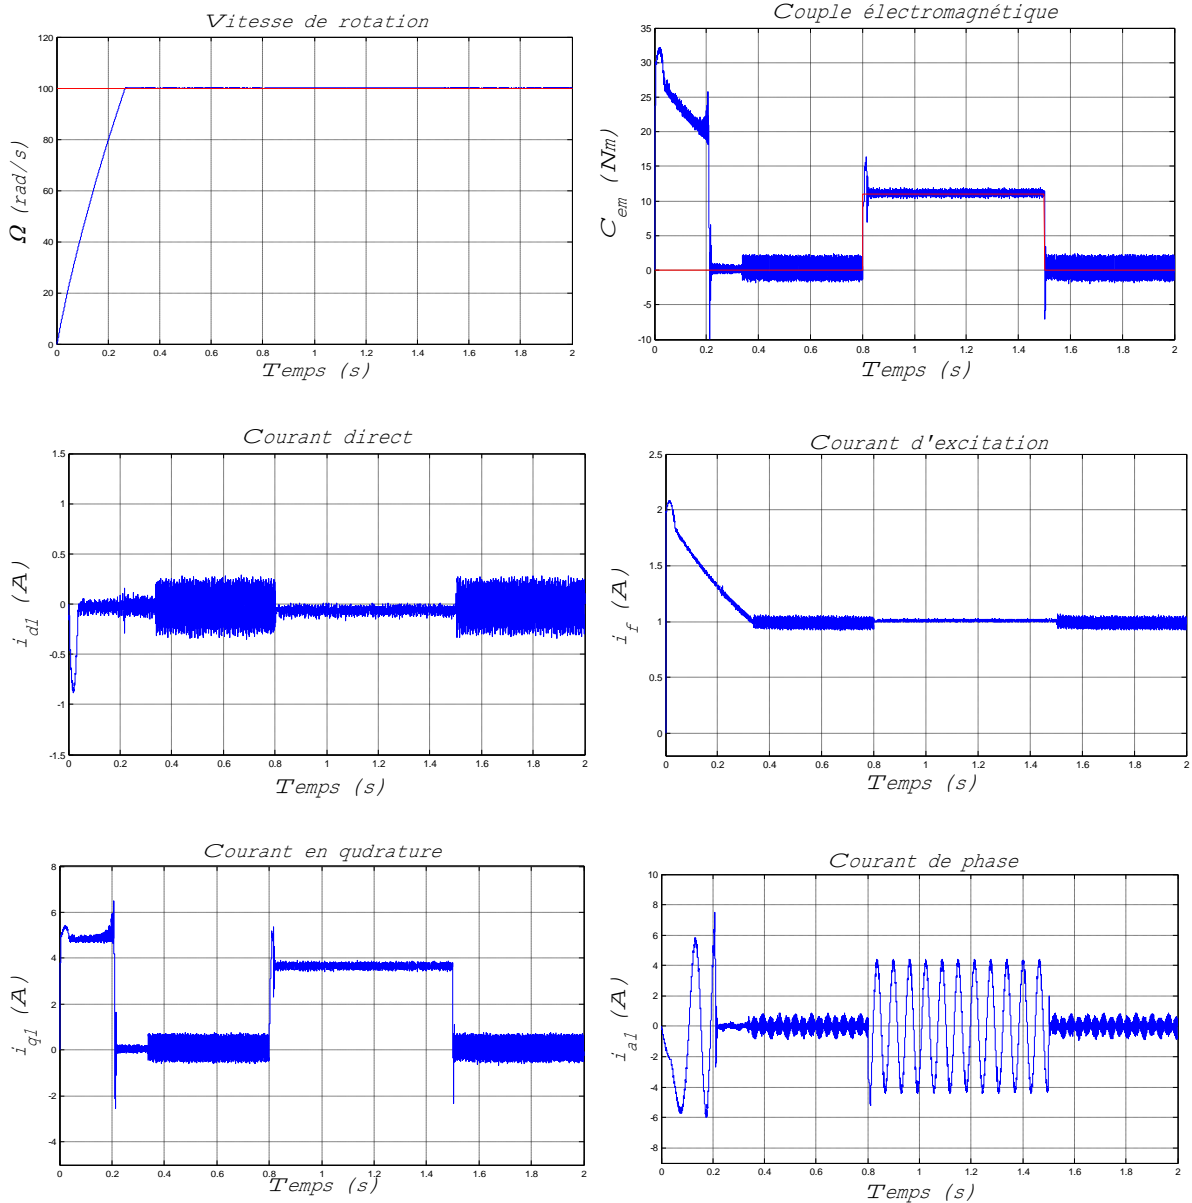 Vitesse de rotation
120
100
80
60
40
20
0
Ω (rad/s)
0 0.2 0.4 0.6 0.8 1 1.2 1.4 1.6 1.8 2
Temps (s)
Couple électromagnétique
35
30
25
20
15
10
5
0
-5
-10
C em (Nm)
0 0.2 0.4 0.6 0.8 1 1.2 1.4 1.6 1.8 2
Temps (s)
Courant direct
1.5
1
0.5
0
-0.5
-1
-1.5
i d1 (A)
0 0.2 0.4 0.6 0.8 1 1.2 1.4 1.6 1.8 2
Temps (s)
Courant d'excitation
2.5
2
1.5
1
0.5
0
i f (A)
0 0.2 0.4 0.6 0.8 1 1.2 1.4 1.6 1.8 2
Temps (s)
Courant en qudrature
8
6
4
2
0
-2
-4
i q1 (A)
0 0.2 0.4 0.6 0.8 1 1.2 1.4 1.6 1.8 2
Temps (s)
Courant de phase
10
8
6
4
2
0
-2
-4
-6
-8
i a1 (A)
0 0.2 0.4 0.6 0.8 1 1.2 1.4 1.6 1.8 2
Temps (s)